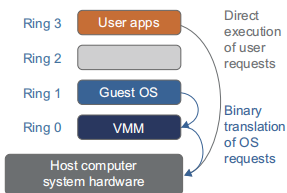 Ring 3
User apps
Direct
execution
of user
requests
Ring 2
Ring 1
Guest OS
Ring 0
VMM
Binary
translation
of OS
requests
Host computer
system hardware